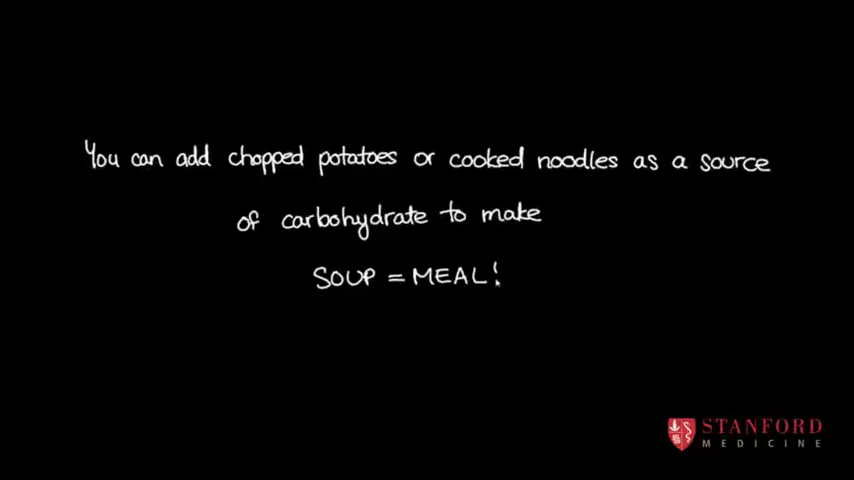 You can add chopped potatoes or cooked noodles as a source
of carbohydrate to make
SOUP = MEAL!
STANFORD
MEDICINE